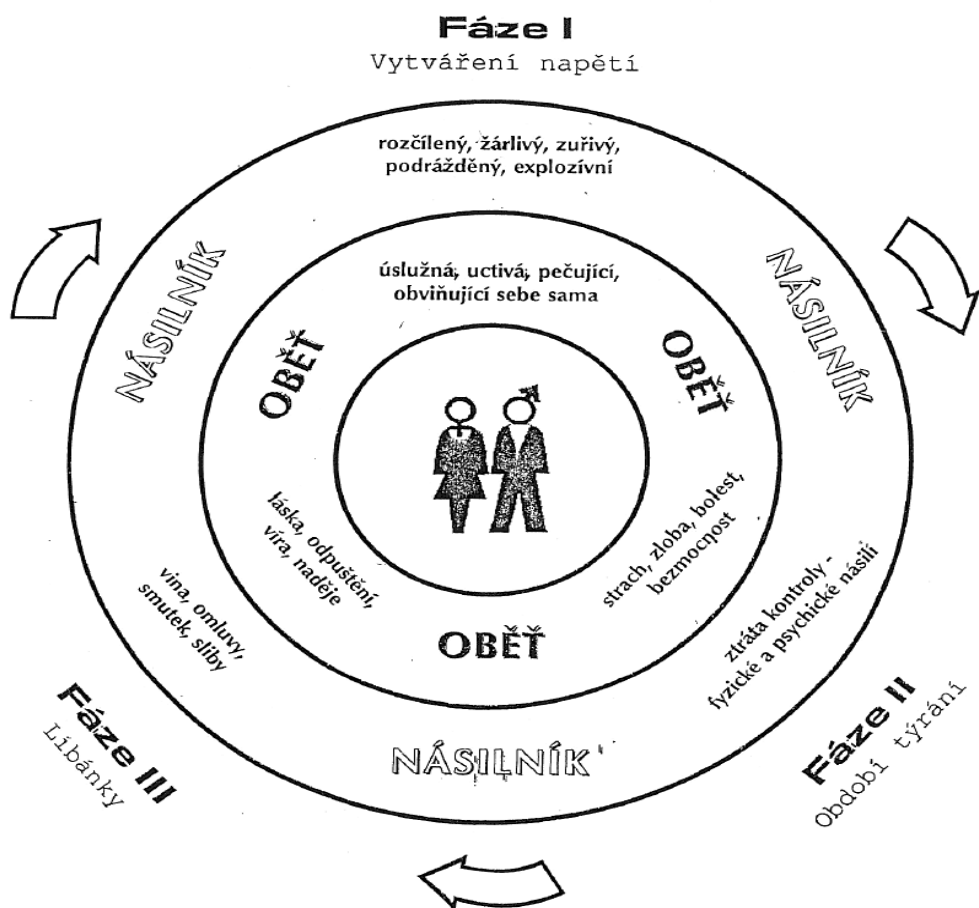 Fáze I
Vytváření napětí
rozčílený, žárlivý, zuřivý,
podrážděný, explozívní
NÁSILNÍK
NÁSILNÍK
úslužná, uctivá, pečující,
obviňující sebe sama
OBĚŤ
OBĚŤ
láska, odpuštění,
víra, naděje
strach, zloba, bolest,
bezmocnost
vina, omluvy,
smutek, sliby
ztráta kontroly -
fyzické a psychické násilí
OBĚŤ
NÁSILNÍK
Fáze III
Líbánky
Fáze II
Období týrání